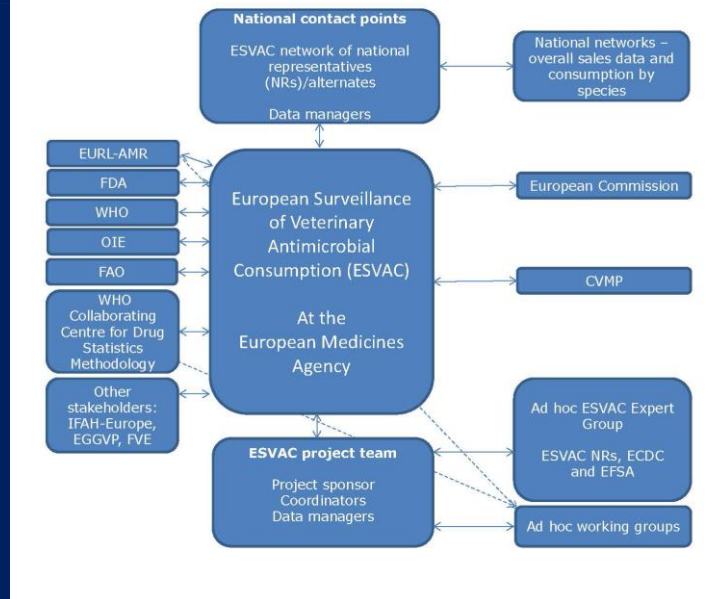 National contact points
ESVAC network of national
representatives
(NRs)/alternates
Data managers
National networks –
overall sales data and
consumption by
species
EURL-AMR
FDA
WHO
OIE
FAO
WHO
Collaborating
Centre for Drug
Statistics
Methodology
Other
stakeholders:
IFAH-Europe,
EGGVP, FVE
European Surveillance
of Veterinary
Antimicrobial
Consumption (ESVAC)
At the
European Medicines
Agency
European Commission
CVMP
ESVAC project team
Project sponsor
Coordinators
Data managers
Ad hoc ESVAC Expert
Group
ESVAC NRs, ECDC
and EFSA
Ad hoc working groups